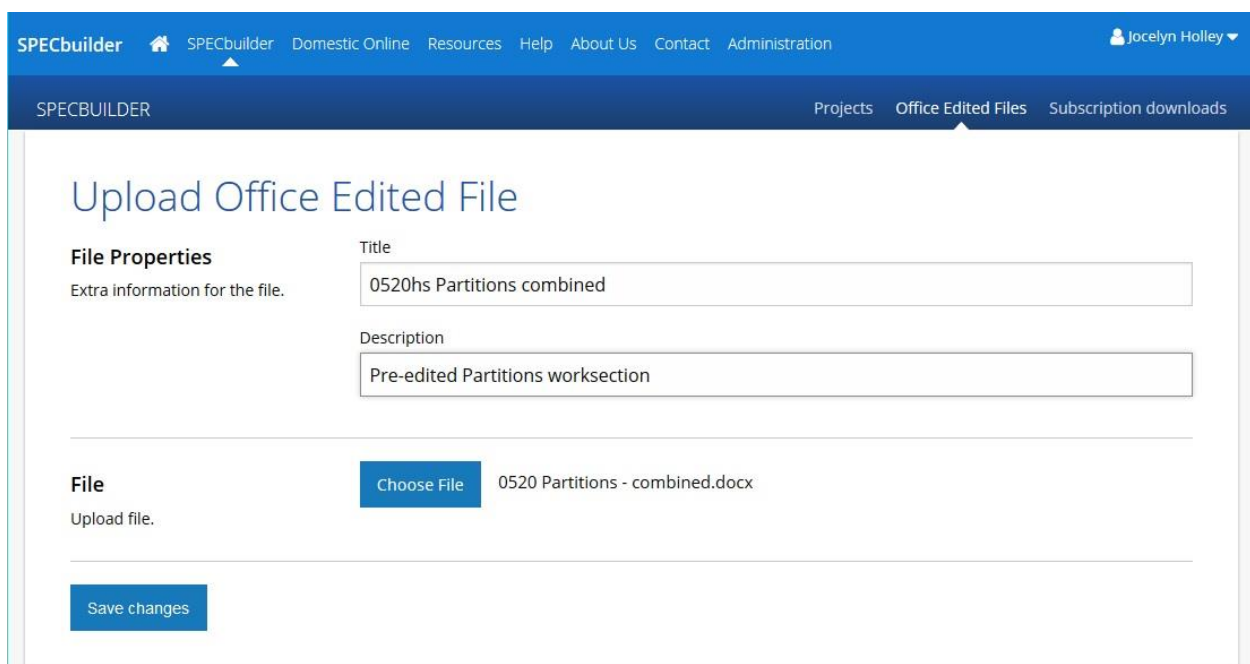 SPECbuilder SPECbuilder Domestic Online Resources Help About Us Contact Administration Jocelyn Holley
SPECBUILDER Projects Office Edited Files Subscription downloads
Upload Office Edited File
File Properties
Extra information for the file.
Title
0520hs Partitions combined
Description
Pre-edited Partitions worksection
File
Upload file.
Choose File 0520 Partitions - combined.docx
Save changes